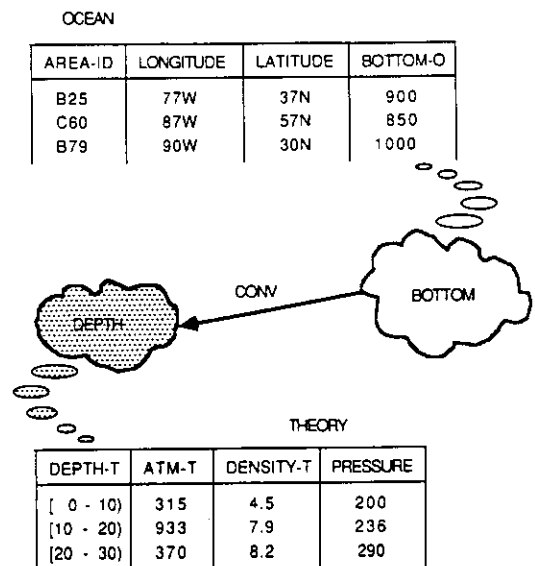 OCEAN
AREA-ID LONGITUDE LATITUDE BOTTOM-O
B25 77W 37N 900
C60 87W 57N 850
B79 90W 30N 1000
CONV
BOTTOM
DEPTH
THEORY
DEPTH-T ATM-T DENSITY-T PRESSURE
[ 0 - 10) 315 4.5 200
[10 - 20) 933 7.9 236
[20 - 30) 370 8.2 290